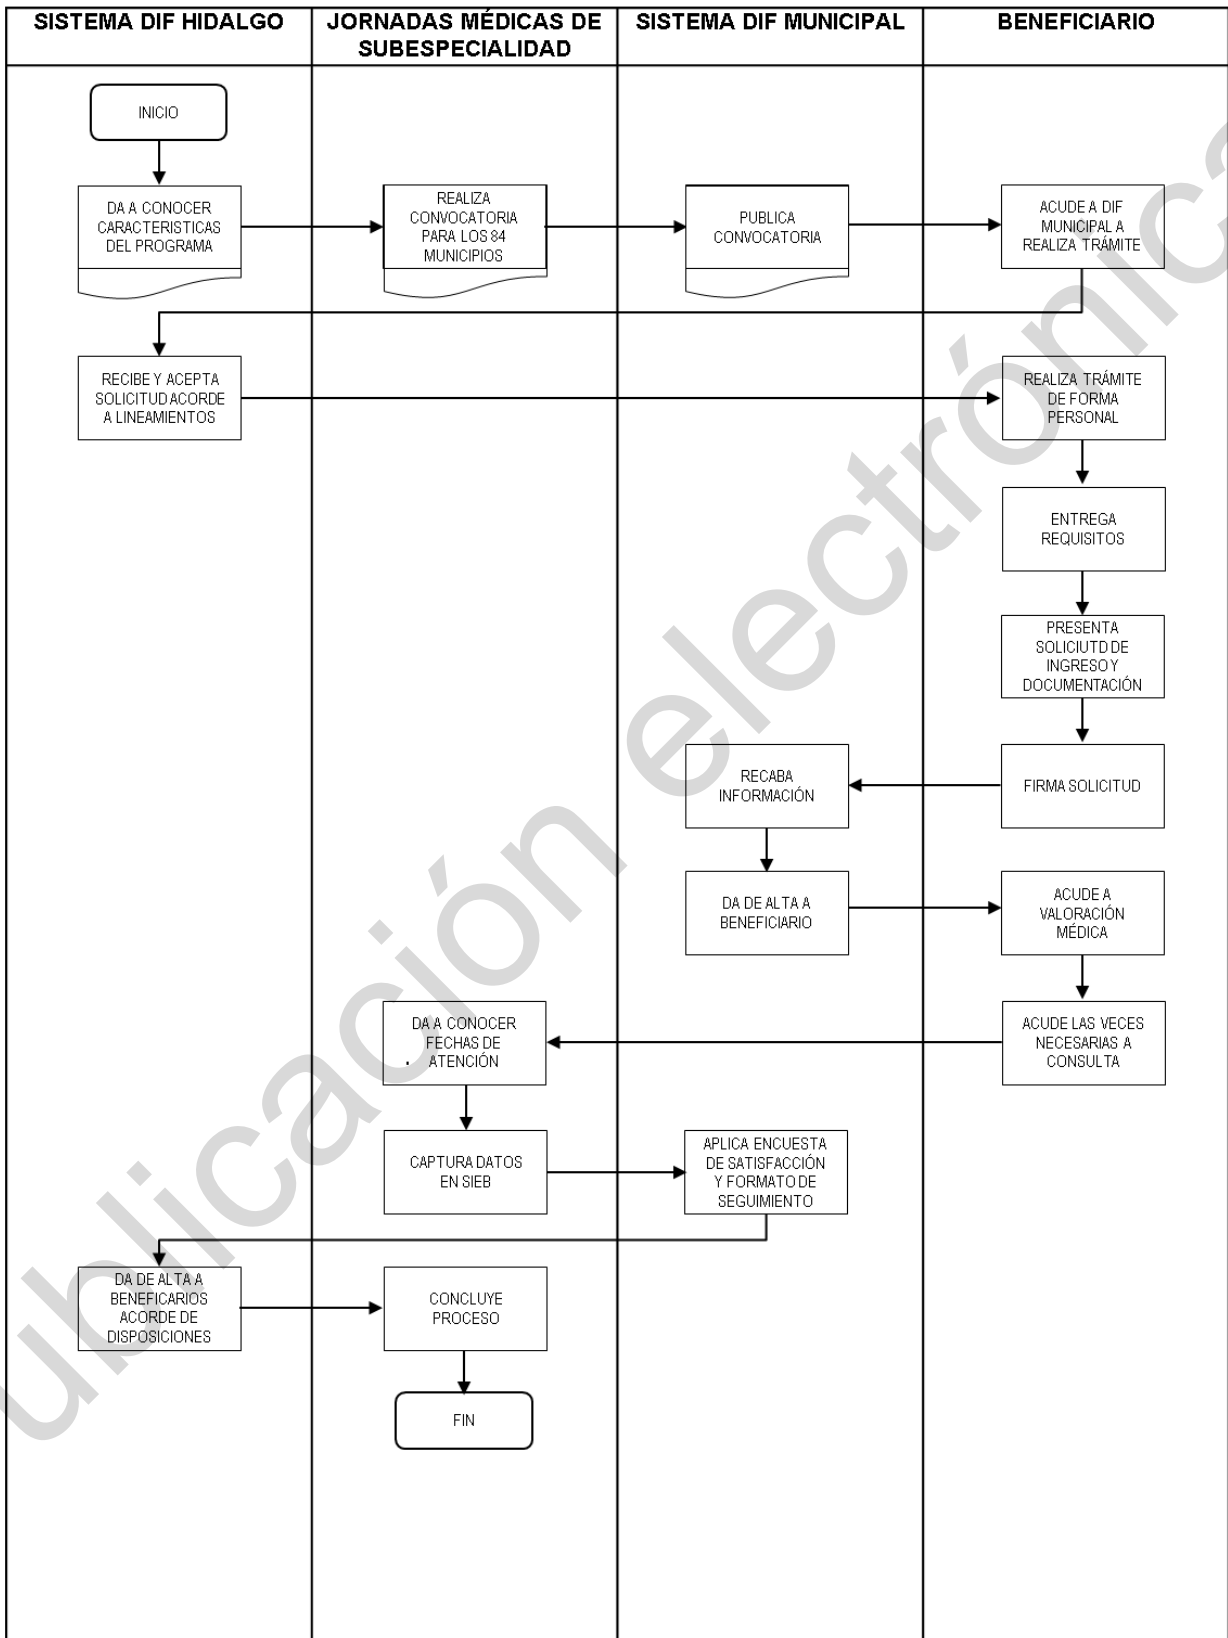 SISTEMA DIF HIDALGO
JORNADAS MÉDICAS DE
SUBESPECIALIDAD
SISTEMA DIF MUNICIPAL
BENEFICIARIO
INICIO
DA A CONOCER
CARACTERISTICAS
DEL PROGRAMA
REALIZA
CONVOCATORIA
PARA LOS 84
MUNICIPIOS
PUBLICA
CONVOCATORIA
ACUDE A DIF
MUNICIPAL A
REALIZA TRÁMITE
RECIBE Y ACEPTA
SOLICITUD ACORDE
A LINEAMIENTOS
REALIZA TRÁMITE
DE FORMA
PERSONAL
ENTREGA
REQUISITOS
PRESENTA
SOLICIUTD DE
INGRESO Y
DOCUMENTACIÓN
FIRMA SOLICITUD
RECABA
INFORMACIÓN
DA DE ALTA A
BENEFICIARIO
ACUDE A
VALORACIÓN
MÉDICA
ACUDE LAS VECES
NECESARIAS A
CONSULTA
DA A CONOCER
FECHAS DE
. ATENCIÓN
CAPTURA DATOS
EN SIEB
APLICA ENCUESTA
DE SATISFACCIÓN
Y FORMATO DE
SEGUIMIENTO
DA DE ALTA A
BENEFICARIOS
ACORDE DE
DISPOSICIONES
CONCLUYE
PROCESO
FIN
ublicación electrónica